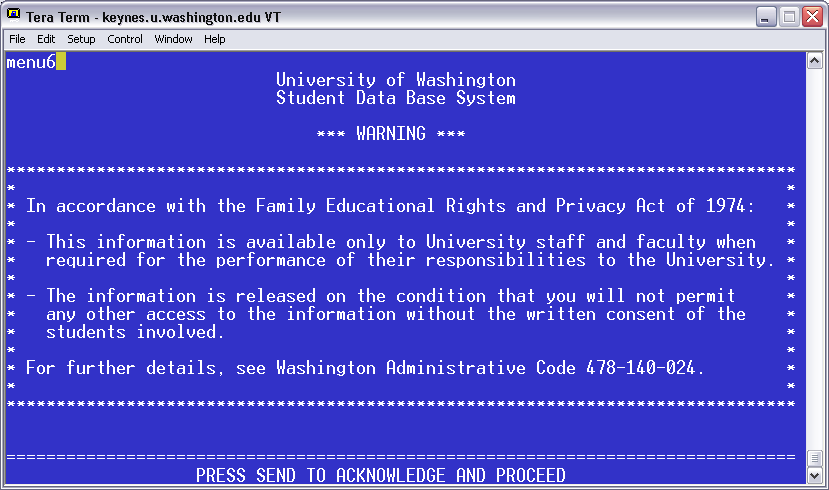 Tera Term - keynes.u.washington.edu VT
File Edit Setup Control Window Help
menu6
University of Washington
Student Data Base System
*** WARNING ***
*******************************************************************************
* *
* In accordance with the Family Educational Rights and Privacy Act of 1974: *
* *
* - This information is available only to University staff and faculty when *
* required for the performance of their responsibilities to the University. *
* *
* - The information is released on the condition that you will not permit *
* any other access to the information without the written consent of the *
* students involved. *
* *
* For further details, see Washington Administrative Code 478-140-024. *
* *
*******************************************************************************
===============================================================================
PRESS SEND TO ACKNOWLEDGE AND PROCEED